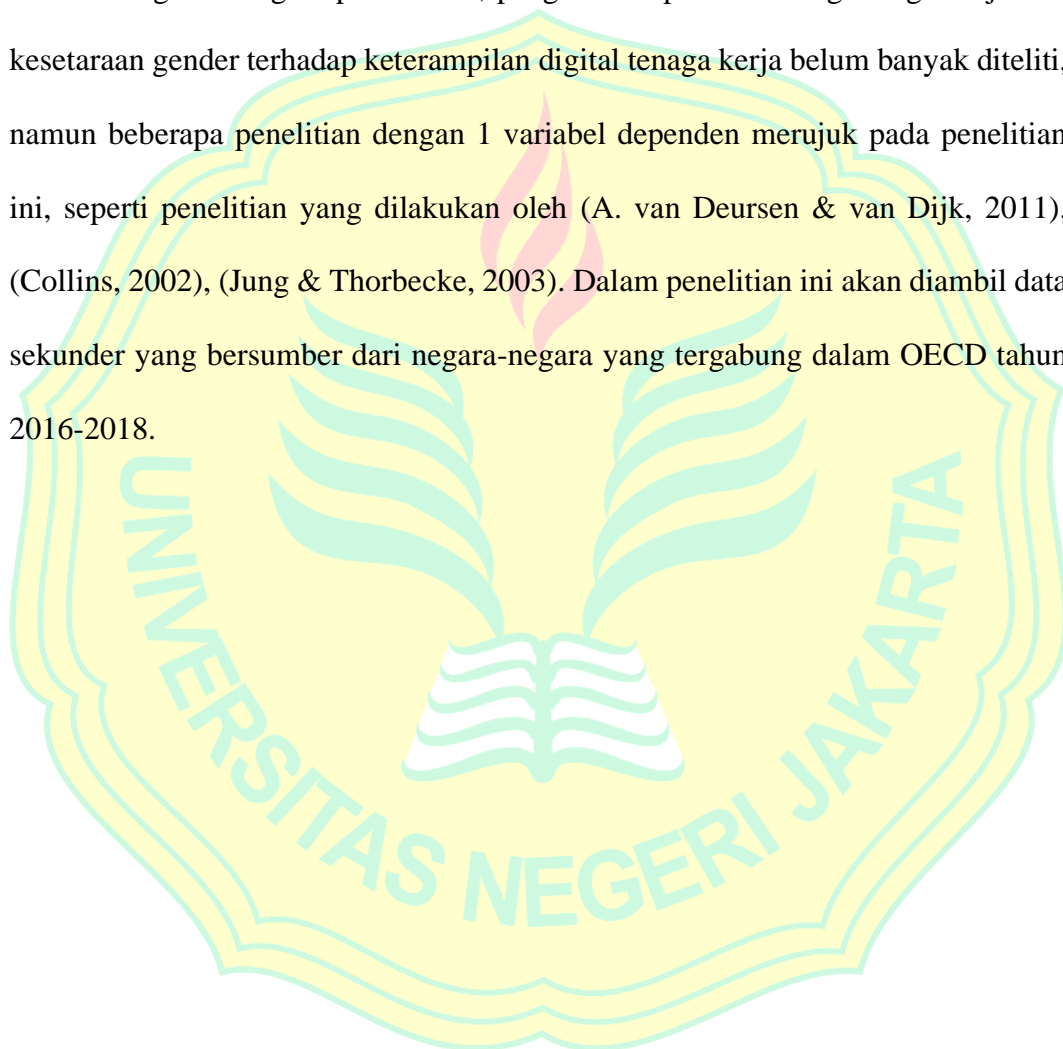 kesetaraan gender terhadap keterampilan digital tenaga kerja belum banyak diteliti,
namun beberapa penelitian dengan 1 variabel dependen merujuk pada penelitian
ini, seperti penelitian yang dilakukan oleh (A. van Deursen & van Dijk, 2011),
(Collins, 2002), (Jung & Thorbecke, 2003). Dalam penelitian ini akan diambil data
sekunder yang bersumber dari negara-negara yang tergabung dalam OECD tahun
2016-2018.
UNIVERSITAS NEGERI JAKARTA